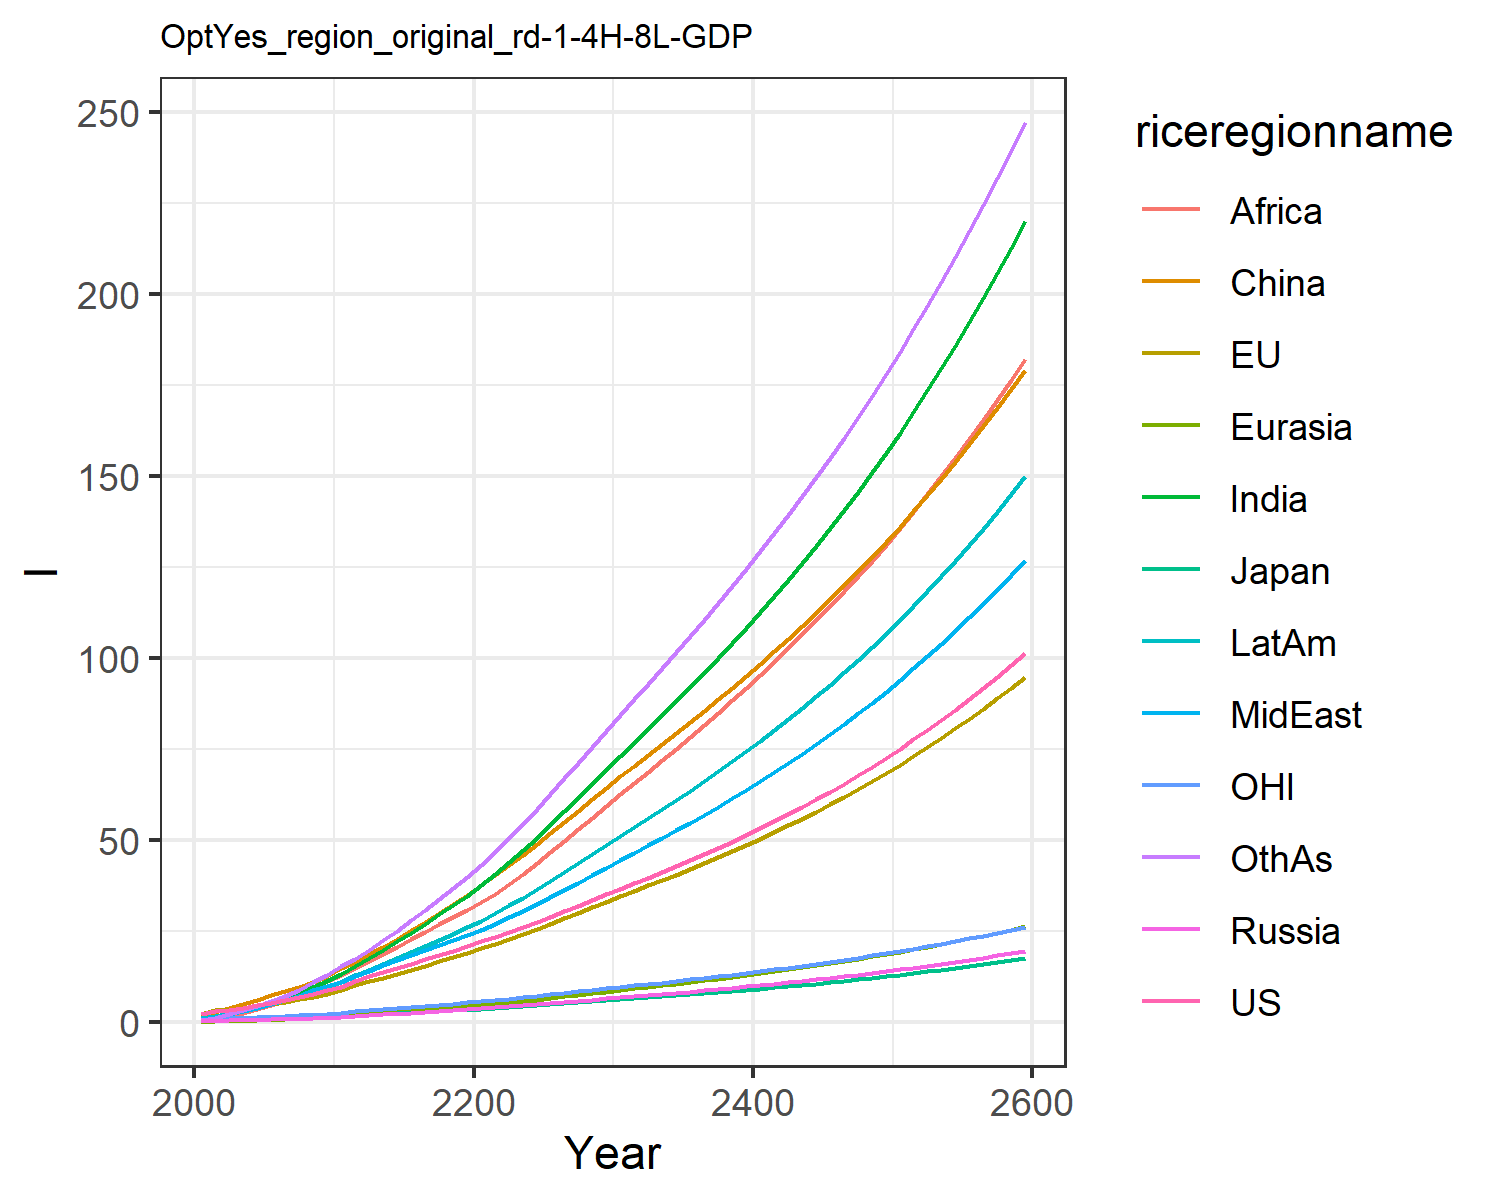 OptYes_region_original_rd-1-4H-8L-GDP
250
200
150
100
50
0
I
2000 2200 2400 2600
Year
riceregionname
Africa
China
EU
Eurasia
India
Japan
LatAm
MidEast
OHI
OthAs
Russia
US